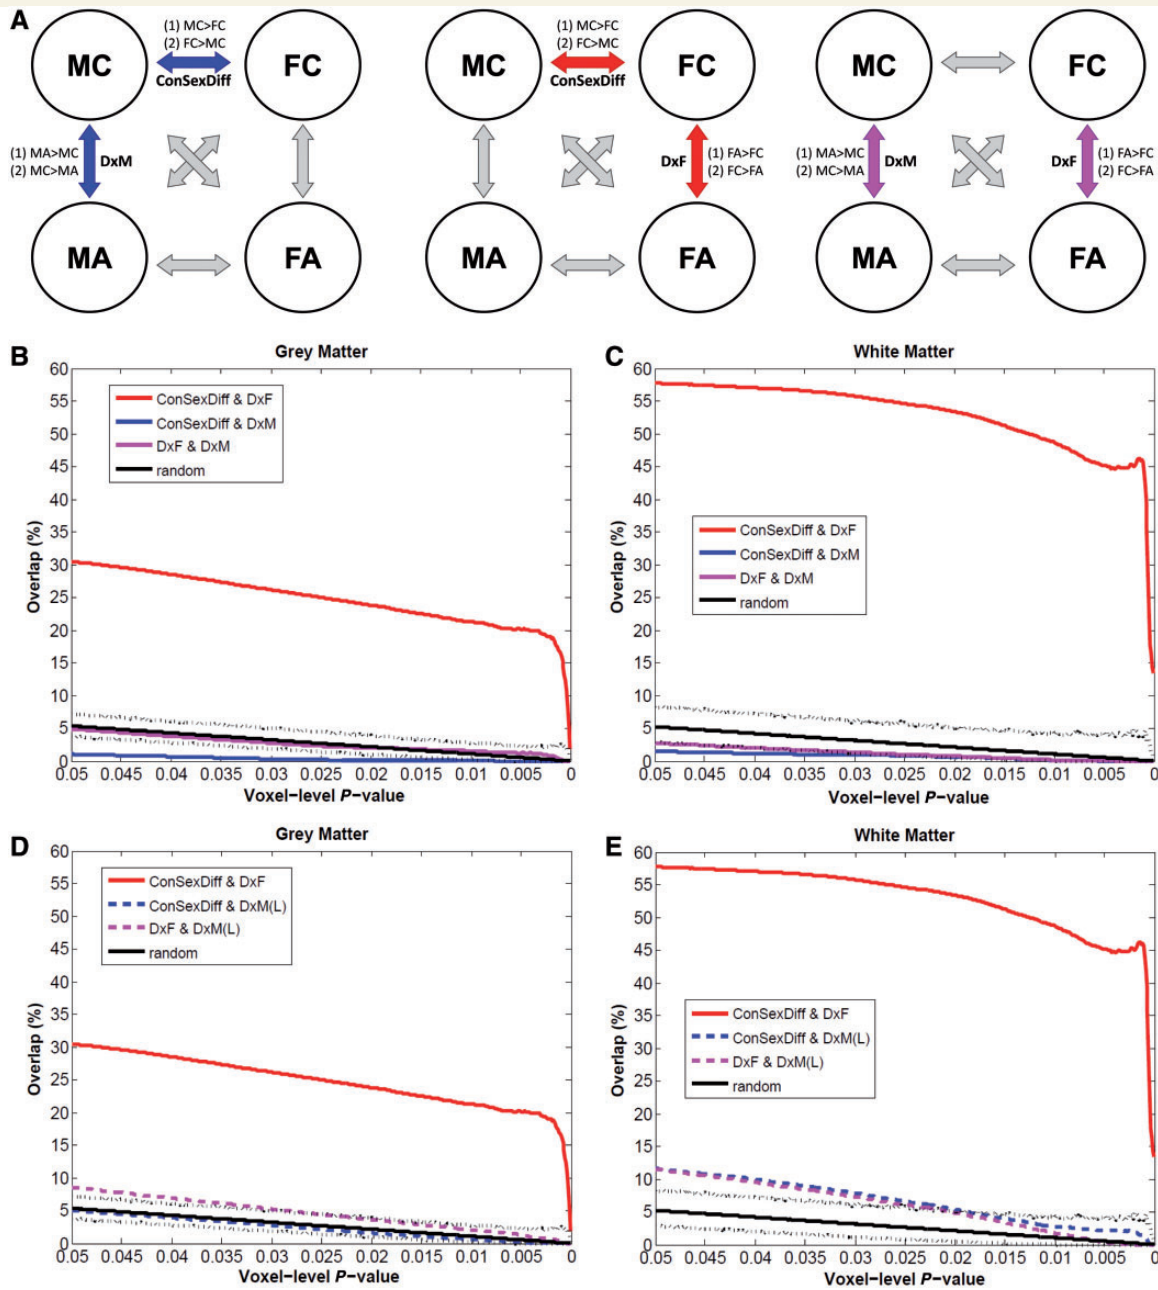 A
MC
(1) MC>FC
(2) FC>MC
ConSexDiff
FC
(1) MA>MC
(2) MC>MA
DxM
MA
FA
MC
(1) MC>FC
(2) FC>MC
ConSexDiff
FC
DxF
(1) FA>FC
(2) FC>FA
MA
FA
MC
FC
(1) MA>MC
(2) MC>MA
DxM
DxF
(1) FA>FC
(2) FC>FA
MA
FA
B
Grey Matter
60
55
50
45
40
35
30
25
20
15
10
5
0
Overlap (%)
ConSexDiff & DxF
ConSexDiff & DxM
DxF & DxM
random
0.05 0.045 0.04 0.035 0.03 0.025 0.02 0.015 0.01 0.005 0
Voxel-level P-value
C
White Matter
60
55
50
45
40
35
30
25
20
15
10
5
0
Overlap (%)
ConSexDiff & DxF
ConSexDiff & DxM
DxF & DxM
random
0.05 0.045 0.04 0.035 0.03 0.025 0.02 0.015 0.01 0.005 0
Voxel-level P-value
D
Grey Matter
60
55
50
45
40
35
30
25
20
15
10
5
0
Overlap (%)
ConSexDiff & DxF
ConSexDiff & DxM(L)
DxF & DxM(L)
random
0.05 0.045 0.04 0.035 0.03 0.025 0.02 0.015 0.01 0.005 0
Voxel-level P-value
E
White Matter
60
55
50
45
40
35
30
25
20
15
10
5
0
Overlap (%)
ConSexDiff & DxF
ConSexDiff & DxM(L)
DxF & DxM(L)
random
0.05 0.045 0.04 0.035 0.03 0.025 0.02 0.015 0.01 0.005 0
Voxel-level P-value